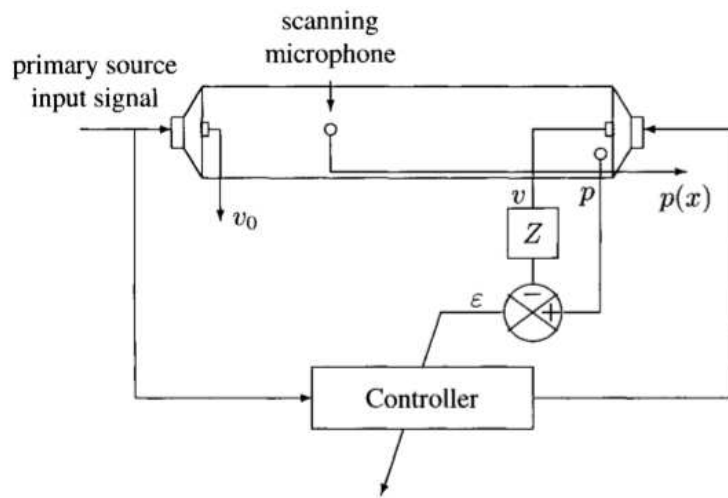 scanning
microphone
primary source
input signal
v₀
v
p
p(x)
Z
−
+
ε
Controller